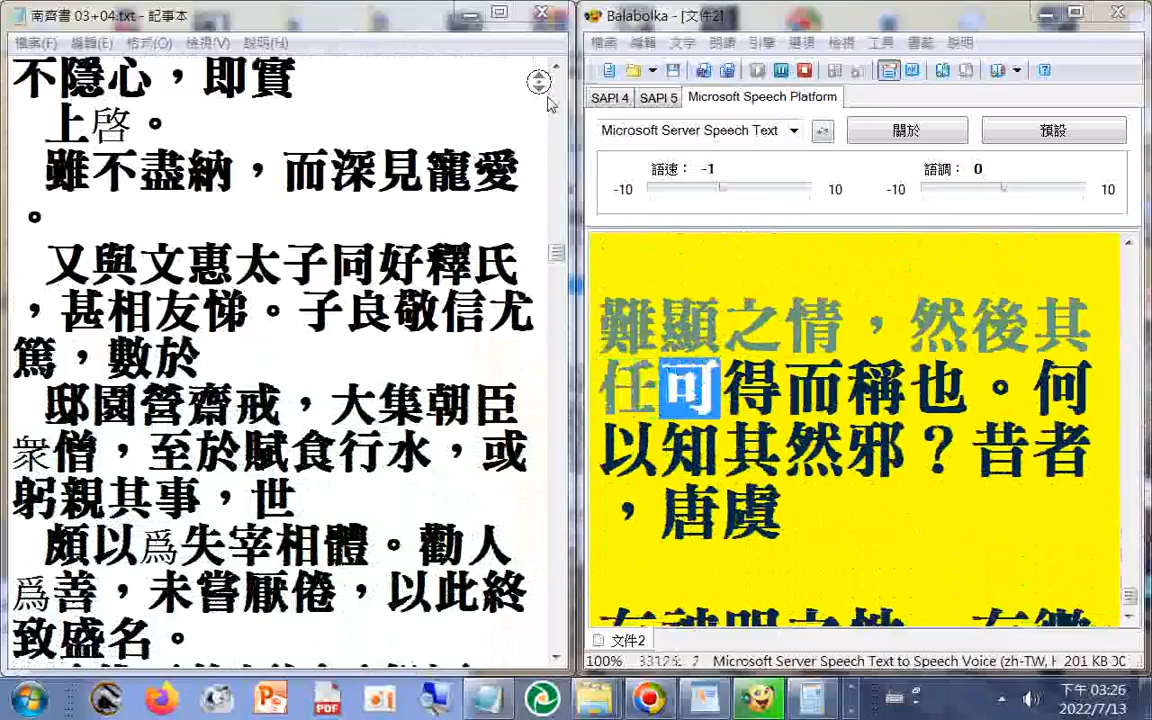 南齊書 03+04.txt - 記事本
檔案(F) 編輯(E) 格式(O) 檢視(V) 說明(H)
不隱心，即實
上啓。
雖不盡納，而深見寵愛
。
又與文惠太子同好釋氏
，甚相友悌。子良敬信尤
篤，數於
邸園營齋戒，大集朝臣
衆僧，至於賦食行水，或
躬親其事，世
頗以爲失宰相體。勸人
爲善，未嘗厭倦，以此終
致盛名。
Balabolka - [文件2]
檔案 編輯 文字 朗讀 引擎 選項 檢視 工具 書籤 說明
SAPI 4 SAPI 5 Microsoft Speech Platform
Microsoft Server Speech Text 關於 預設
語速： -1 語調： 0
-10 10 -10 10
難顯之情，然後其
任可得而稱也。何
以知其然邪？昔者
，唐虞
有神明之性，有微
文件2
100% Microsoft Server Speech Text to Speech Voice (zh-TW, H 201 KB
下午 03:26
2022/7/13